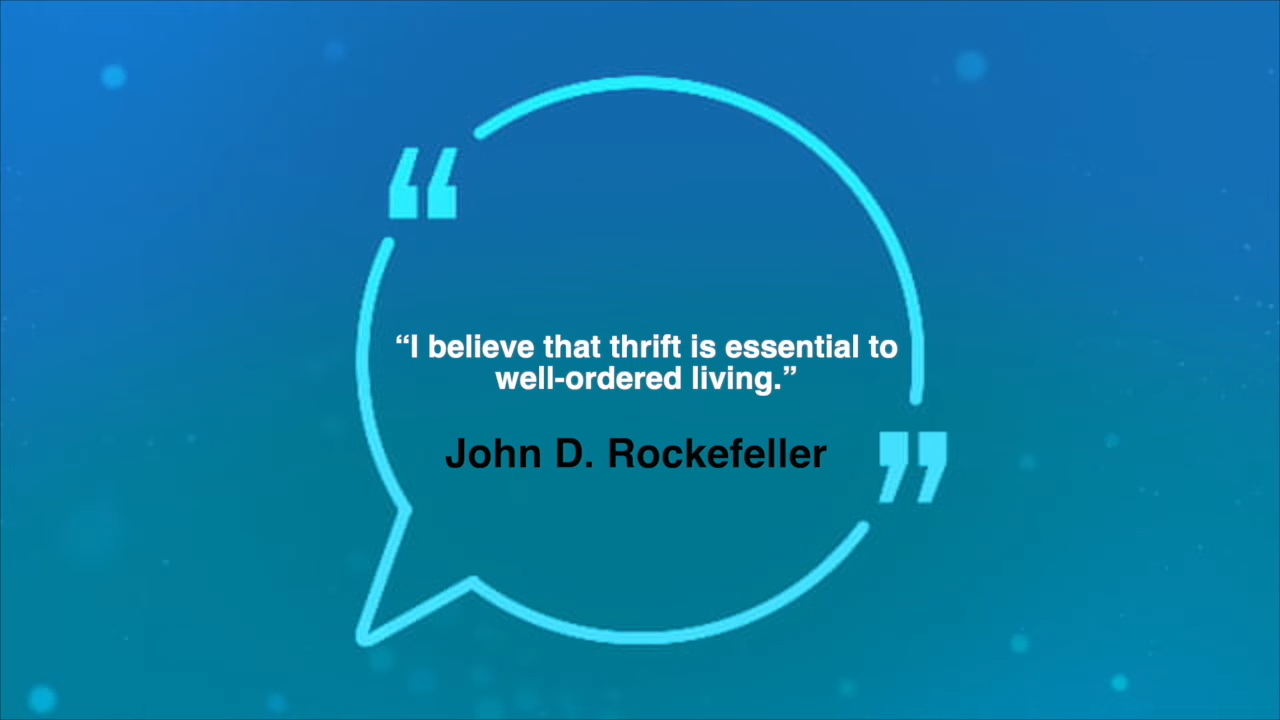 “I believe that thrift is essential to
well-ordered living.”
John D. Rockefeller